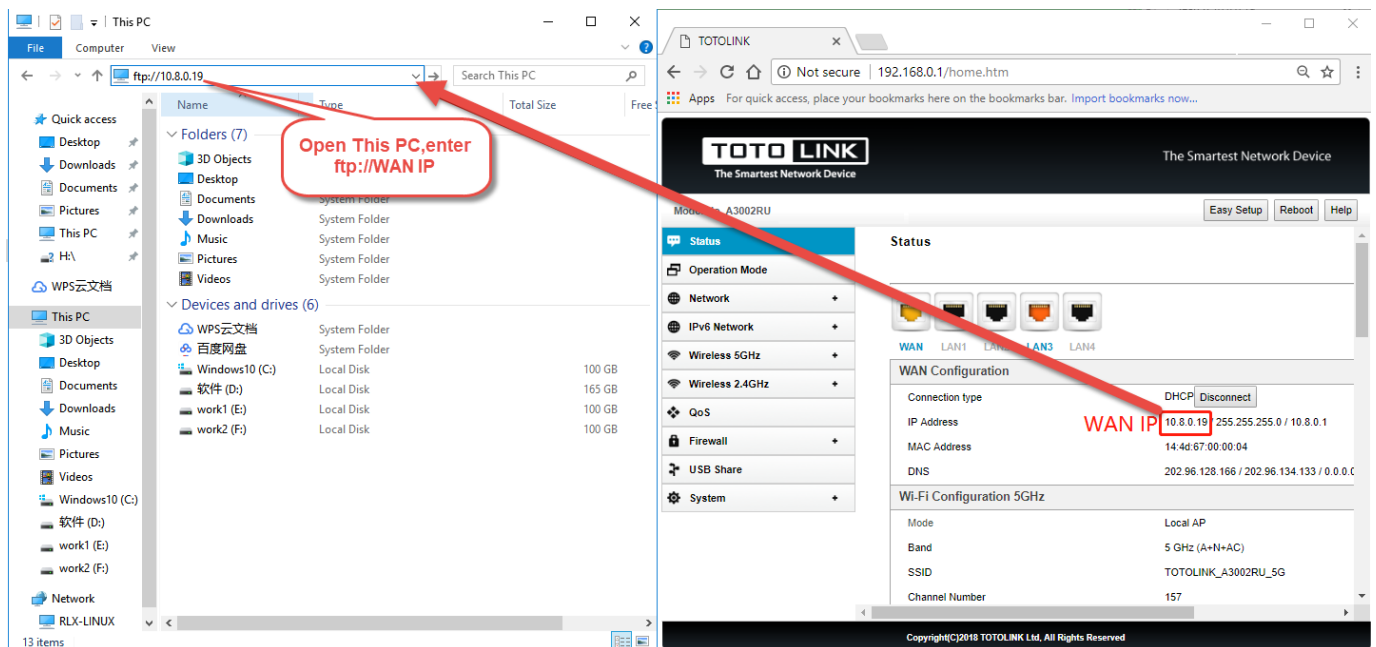 This PC
File Computer View
ftp://10.8.0.19
Search This PC
Name Type Total Size Free
Quick access
Desktop
Downloads
Documents
Pictures
This PC
H:\
WPS云文档
This PC
3D Objects
Desktop
Documents
Downloads
Music
Pictures
Videos
Windows10 (C:)
软件 (D:)
work1 (E:)
work2 (F:)
Network
RLX-LINUX
13 items
Folders (7)
3D Objects
Desktop
Documents System Folder
Downloads System Folder
Music System Folder
Pictures System Folder
Videos System Folder
Devices and drives (6)
WPS云文档 System Folder
百度网盘 System Folder
Windows10 (C:) Local Disk 100 GB
软件 (D:) Local Disk 165 GB
work1 (E:) Local Disk 100 GB
work2 (F:) Local Disk 100 GB
Open This PC,enter
ftp://WAN IP
TOTOLINK
Not secure 192.168.0.1/home.htm
Apps For quick access, place your bookmarks here on the bookmarks bar. Import bookmarks now...
TOTO LINK
The Smartest Network Device
The Smartest Network Device
A3002RU
Easy Setup Reboot Help
Status
Operation Mode
Network +
IPv6 Network +
Wireless 5GHz +
Wireless 2.4GHz +
QoS
Firewall +
USB Share
System +
Status
WAN LAN1 LAN3 LAN4
WAN Configuration
Connection type DHCP Disconnect
IP Address 10.8.0.19 / 255.255.255.0 / 10.8.0.1
WAN IP
MAC Address 14:4d:67:00:00:04
DNS 202.96.128.166 / 202.96.134.133 / 0.0.0.0
Wi-Fi Configuration 5GHz
Mode Local AP
Band 5 GHz (A+N+AC)
SSID TOTOLINK_A3002RU_5G
Channel Number 157
Copyright(C)2018 TOTOLINK Ltd, All Rights Reserved